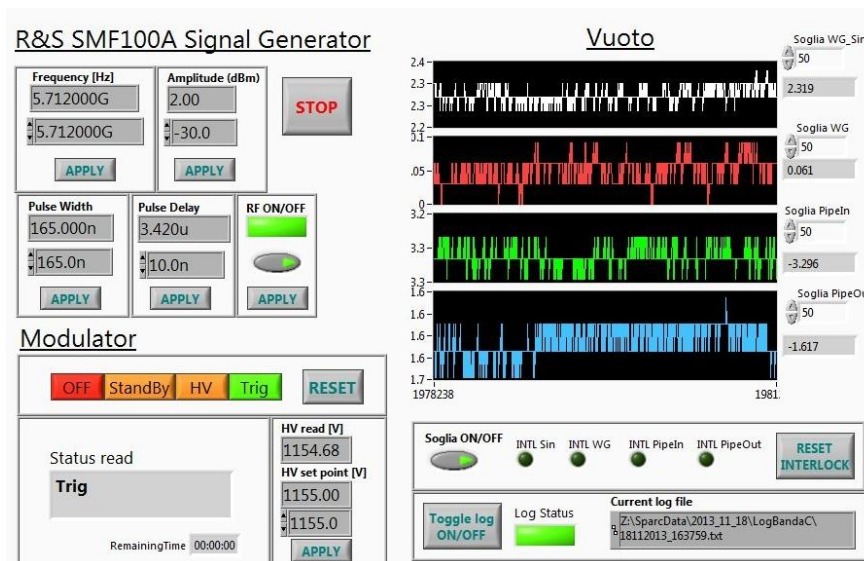 R&S SMF100A Signal Generator
Frequency [Hz]
5.712000G
5.712000G
APPLY
Amplitude (dBm)
2.00
-30.0
APPLY
STOP
Pulse Width
165.000n
165.0n
APPLY
Pulse Delay
3.420u
10.0n
APPLY
RF ON/OFF
APPLY
Modulator
OFF StandBy HV Trig
RESET
Status read
Trig
RemainingTime 00:00:00
HV read [V]
1154.68
HV set point [V]
1155.00
1155.0
APPLY
Vuoto
2.4
2.3
2.3
2.2
0.1
.05
0
3.2
3.3
3.3
1.6
1.6
1.6
1.6
1.7
1978238
1981.
Soglia WG_Sin
50
2.319
Soglia WG
50
0.061
Soglia PipeIn
50
-3.296
Soglia PipeOu
50
-1.617
Soglia ON/OFF
INTL Sin INTL WG INTL PipeIn INTL PipeOut
RESET
INTERLOCK
Toggle log
ON/OFF
Log Status
Current log file
Z:\SparcData\2013_11_18\LogBandaC\
18112013_163759.txt